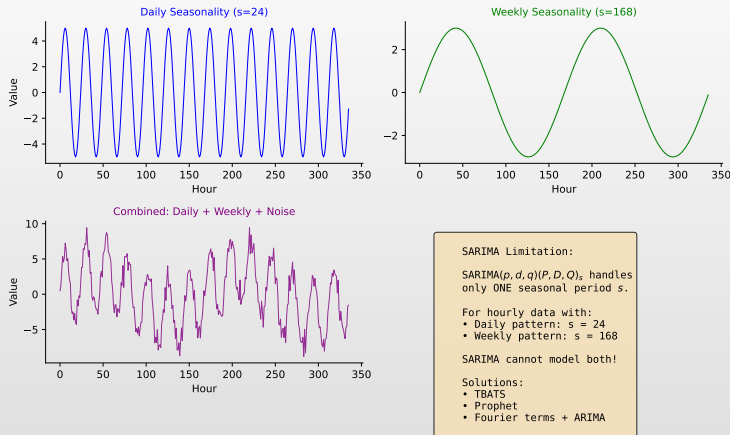 Daily Seasonality (s=24)
Value
4
2
0
−2
−4
0 50 100 150 200 250 300 350
Hour
Weekly Seasonality (s=168)
2
0
−2
0 50 100 150 200 250 300 350
Hour
Combined: Daily + Weekly + Noise
Value
10
5
0
−5
0 50 100 150 200 250 300 350
Hour
SARIMA Limitation:
SARIMA(p, d, q)(P, D, Q)ₛ handles
only ONE seasonal period s.
For hourly data with:
• Daily pattern: s = 24
• Weekly pattern: s = 168
SARIMA cannot model both!
Solutions:
• TBATS
• Prophet
• Fourier terms + ARIMA